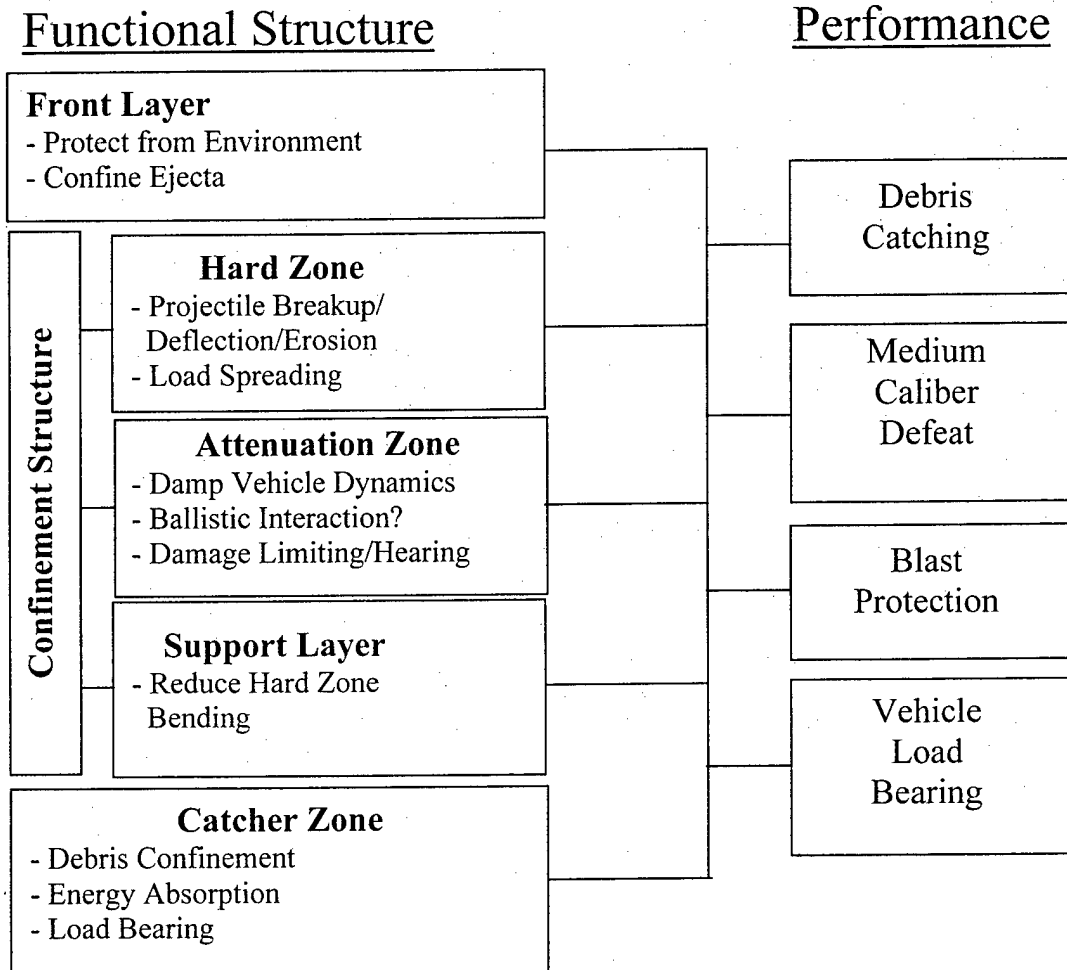 Functional Structure
Performance
Front Layer
- Protect from Environment
- Confine Ejecta
Confinement Structure
Hard Zone
- Projectile Breakup/
Deflection/Erosion
- Load Spreading
Attenuation Zone
- Damp Vehicle Dynamics
- Ballistic Interaction?
- Damage Limiting/Hearing
Support Layer
- Reduce Hard Zone
Bending
Catcher Zone
- Debris Confinement
- Energy Absorption
- Load Bearing
Debris
Catching
Medium
Caliber
Defeat
Blast
Protection
Vehicle
Load
Bearing